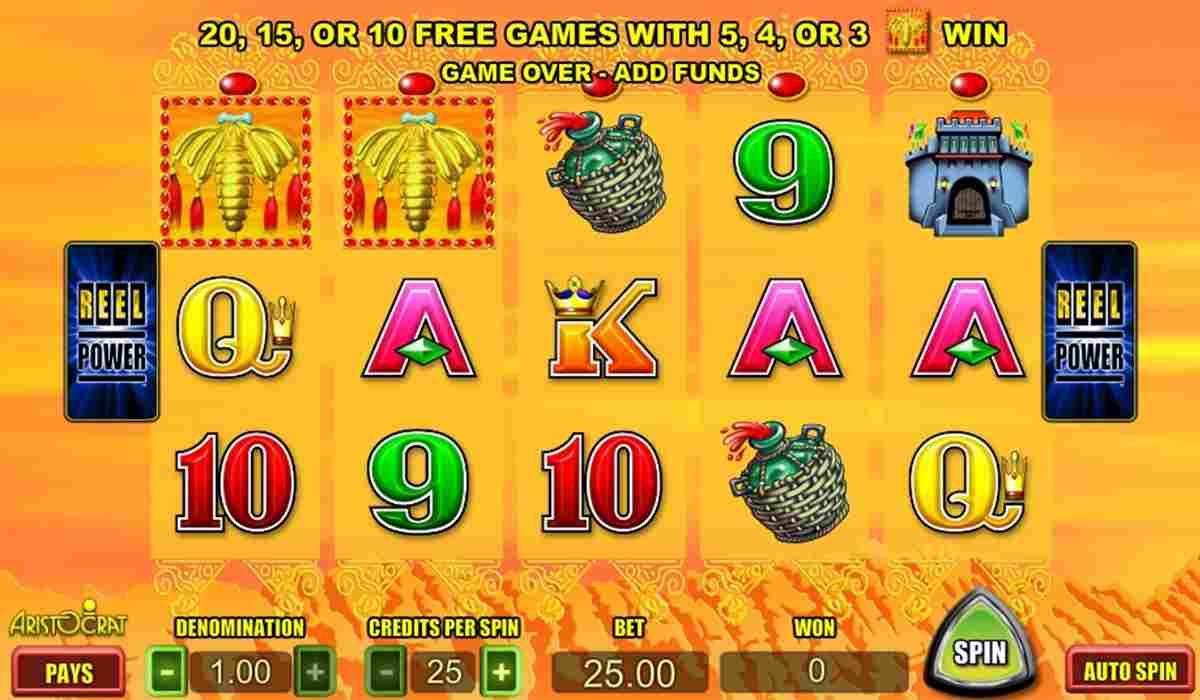 20, 15, OR 10 FREE GAMES WITH 5, 4, OR 3 WIN
GAME OVER - ADD FUNDS
9
REEL
POWER
Q A K A A
REEL
POWER
10 9 10 Q
ARISTOCRAT
DENOMINATION CREDITS PER SPIN BET WON
PAYS - 1.00 + - 25 + 25.00 0 SPIN AUTO SPIN